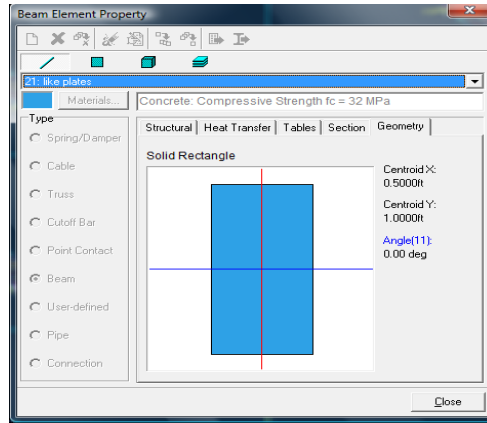 Beam Element Property
21: like plates
Materials...
Concrete: Compressive Strength fc = 32 MPa
Type
Spring/Damper
Cable
Truss
Cutoff Bar
Point Contact
Beam
User-defined
Pipe
Connection
Structural
Heat Transfer
Tables
Section
Geometry
Solid Rectangle
Centroid X:
0.5000ft
Centroid Y:
1.0000ft
Angle(11):
0.00 deg
Close